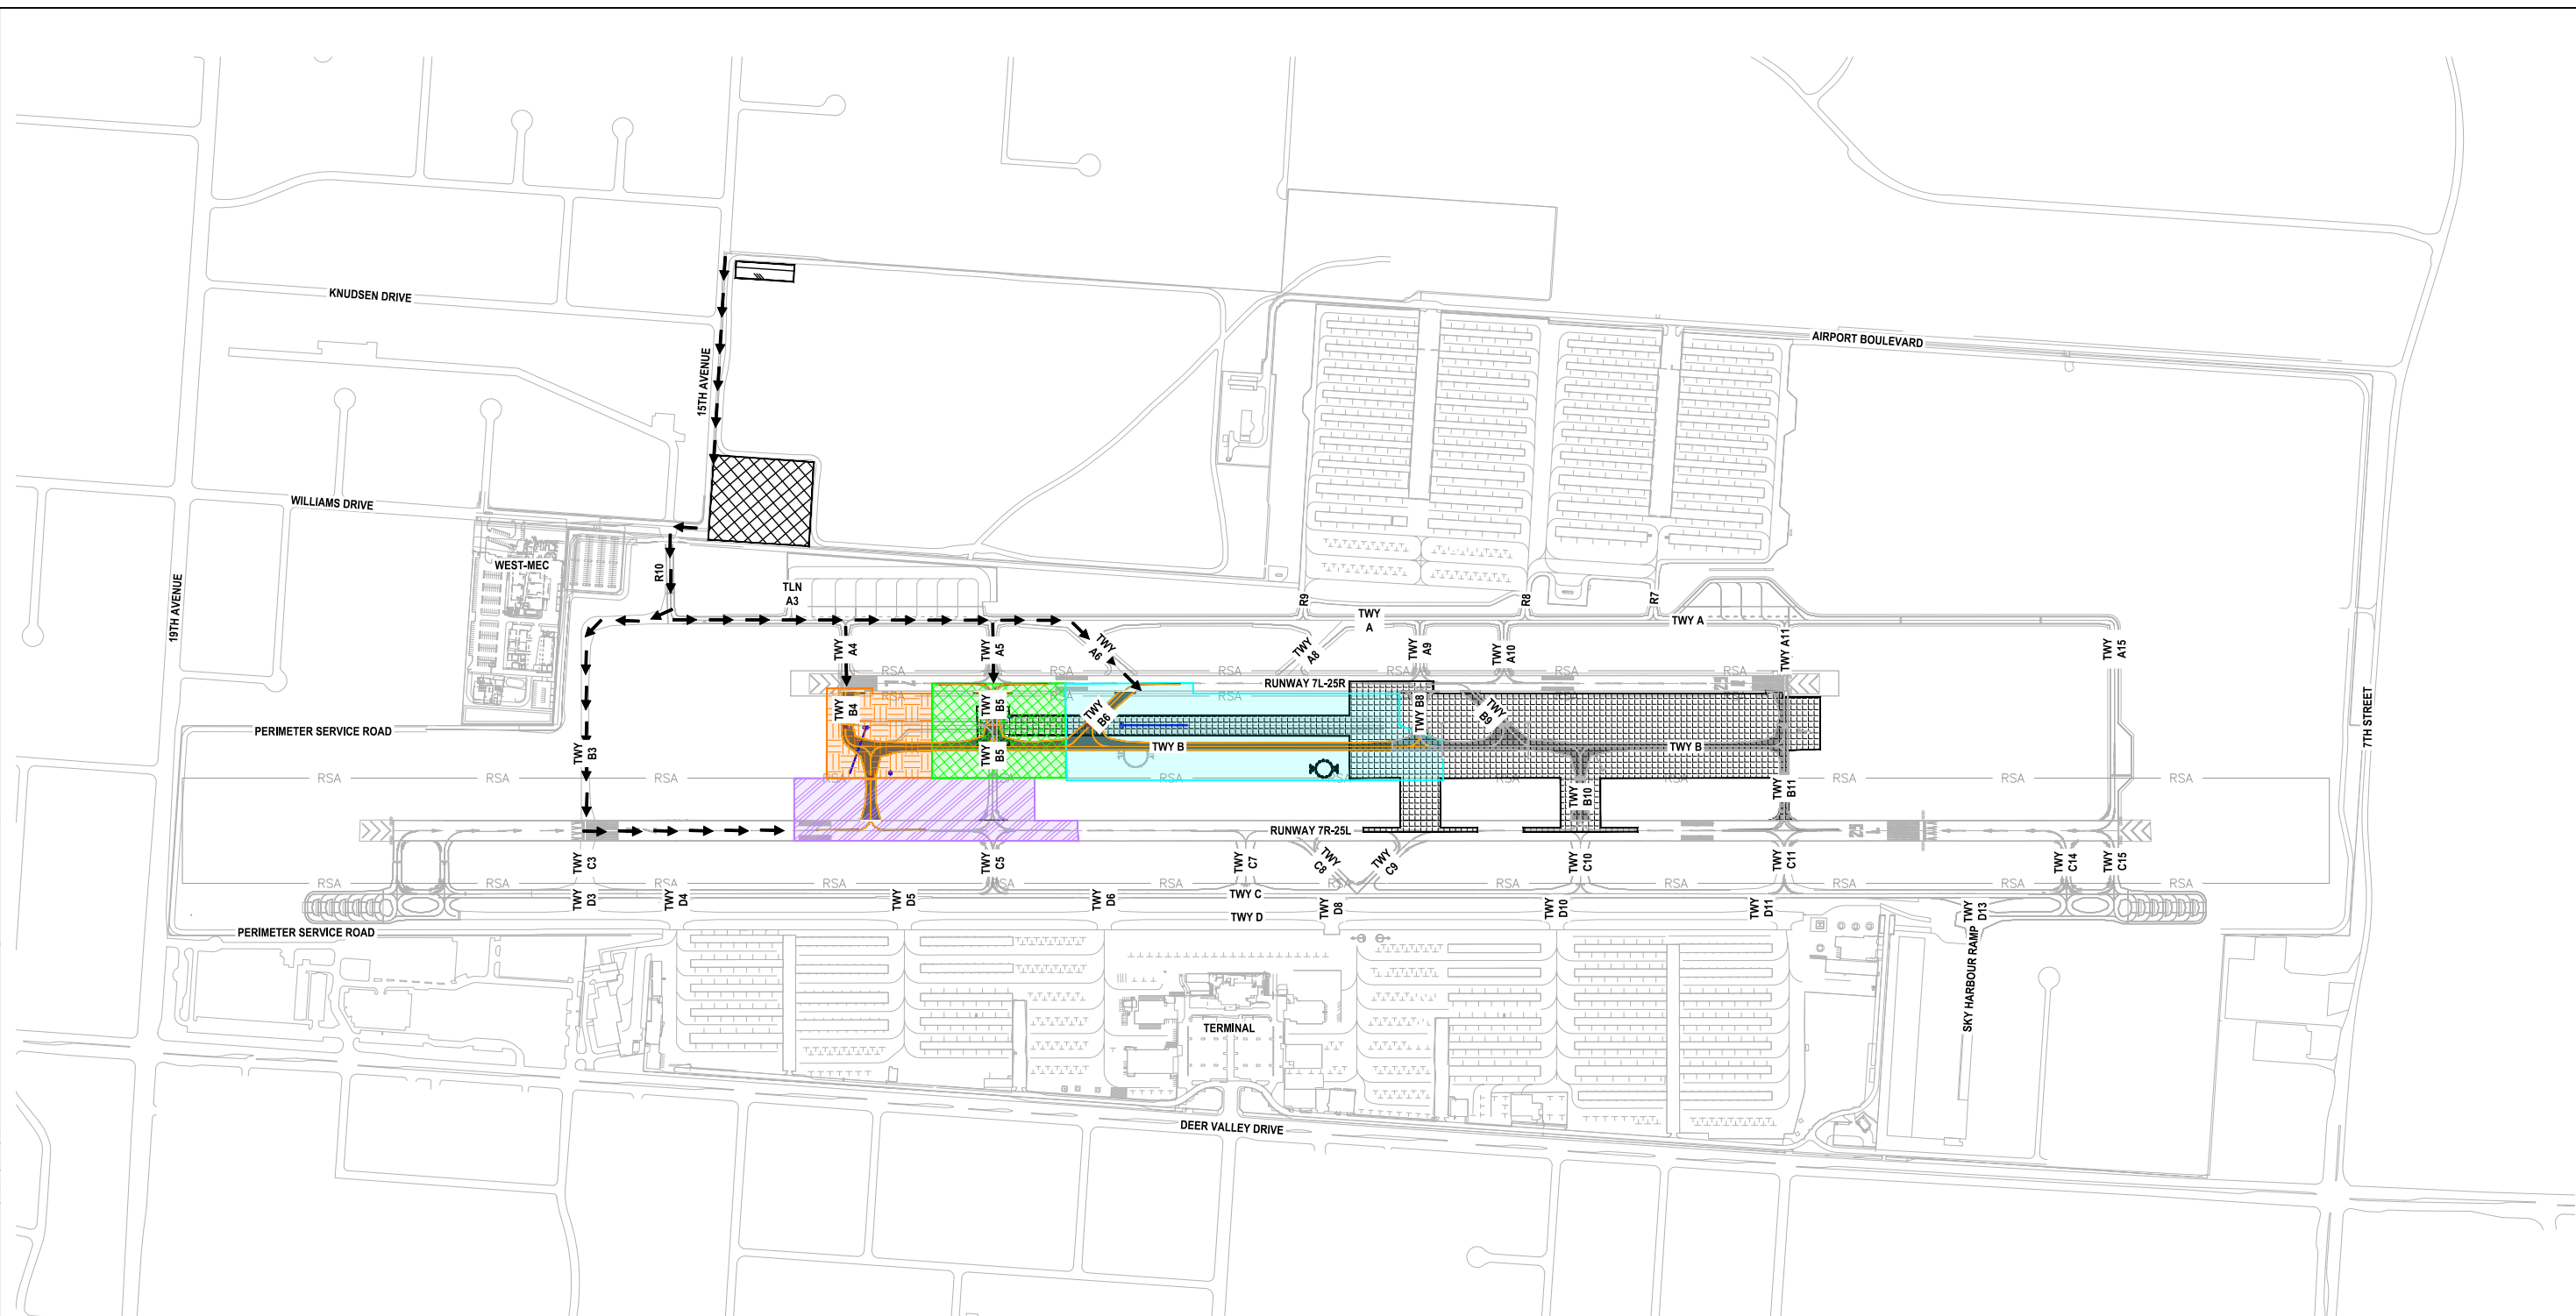 KNUDSEN DRIVE
AIRPORT BOULEVARD
15TH AVENUE
WILLIAMS DRIVE
WEST-MEC
R10
TLN
A3
19TH AVENUE
R9
R8
R7
TWY
A
TWY A
TWY
A4
TWY
A5
TWY
A6
TWY
A8
TWY
A9
TWY
A10
TWY A11
TWY
A15
RSA
RSA
RSA
RSA
RSA
RUNWAY 7L-25R
RSA
RSA
7TH STREET
TWY
B4
TWY
B5
TWY
B6
TWY B8
TWY
B9
PERIMETER SERVICE ROAD
TWY
B3
TWY
B5
TWY B
TWY B
RSA
RSA
RSA
RSA
RSA
RSA
RSA
RSA
RSA
RSA
RSA
RSA
TWY
B10
TWY
B11
RUNWAY 7R-25L
TWY
C3
TWY
C5
TWY
C7
TWY
C8
TWY
C9
TWY
C10
TWY
C11
TWY
C14
TWY
C15
RSA
RSA
RSA
RSA
RSA
RSA
RSA
RSA
RSA
RSA
RSA
RSA
TWY
D3
TWY
D4
TWY
D5
TWY
D6
TWY C
TWY
D8
TWY
D10
TWY
D11
TWY
D13
TWY D
PERIMETER SERVICE ROAD
SKY HARBOUR RAMP
TERMINAL
DEER VALLEY DRIVE